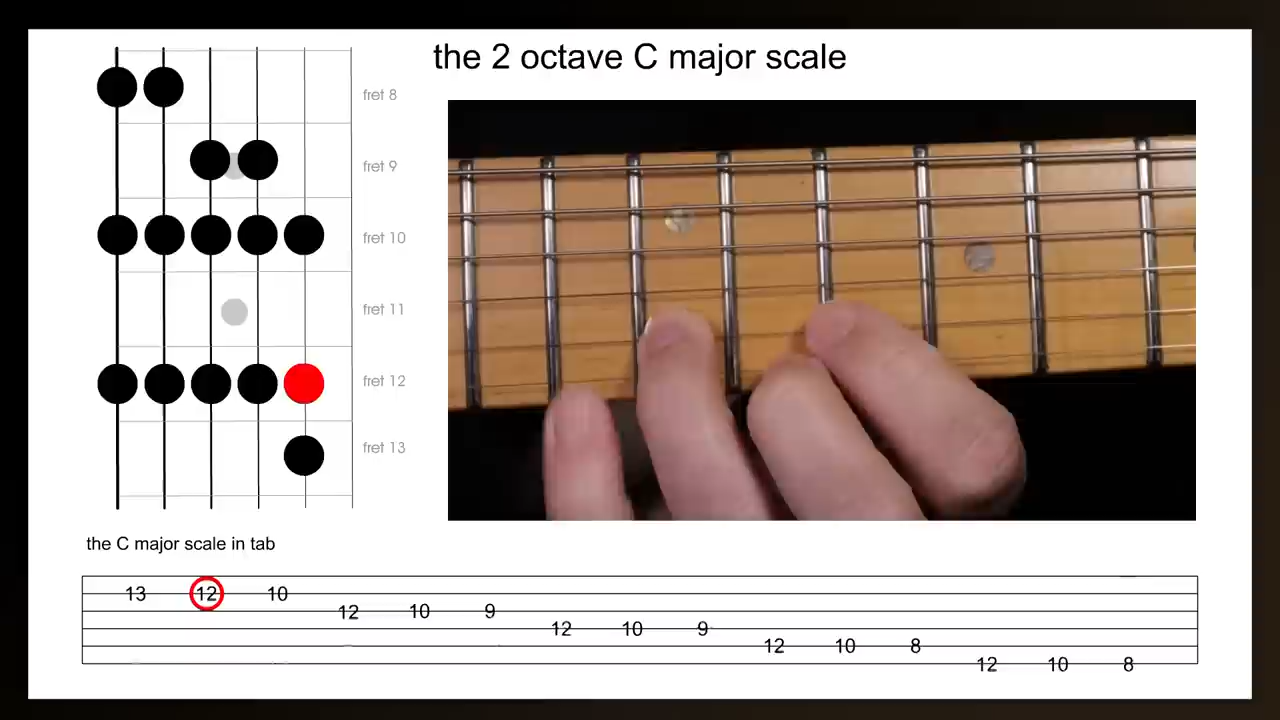 the 2 octave C major scale
fret 8
fret 9
fret 10
fret 11
fret 12
fret 13
the C major scale in tab
13 12 10
12 10 9
12 10 9
12 10 8
12 10 8